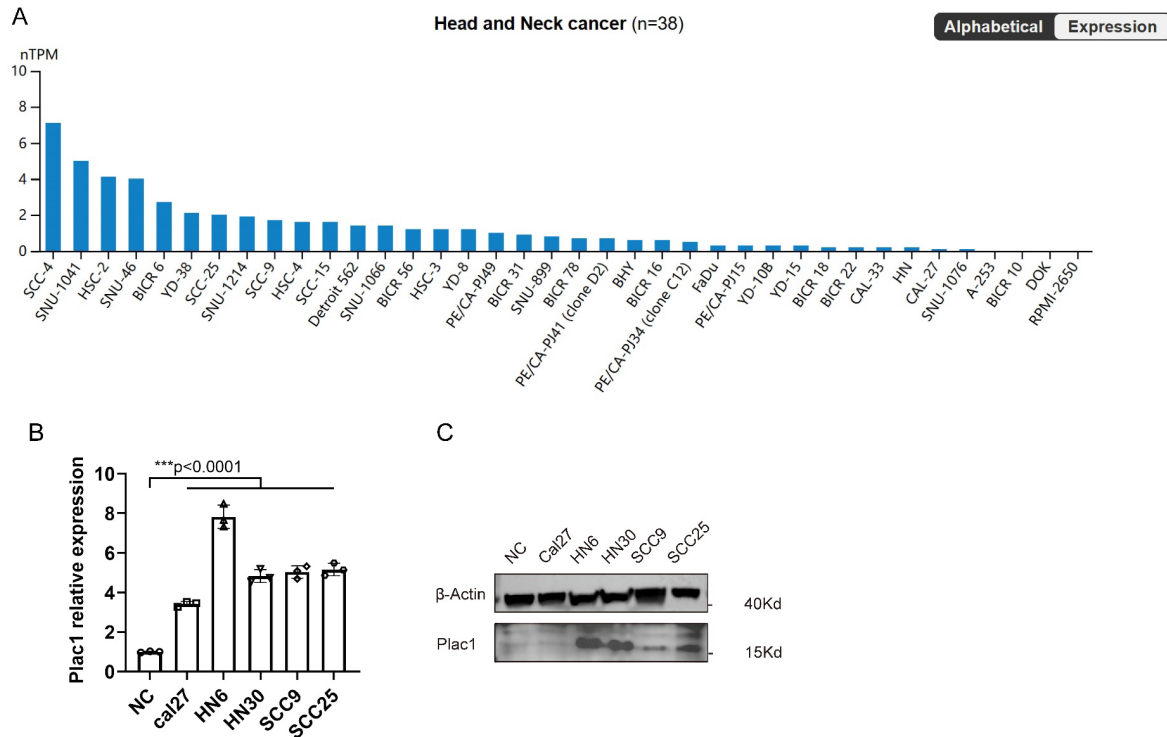 A
Head and Neck cancer (n=38)
Alphabetical Expression
nTPM
10
8
6
4
2
0
SCC-4
SNU-1041
HSC-2
SNU-46
BICR 6
YD-38
SCC-25
SNU-1214
SCC-9
HSC-4
SCC-15
Detroit 562
SNU-1066
BICR 56
HSC-3
YD-8
PE/CA-PJ49
BICR 31
SNU-899
BICR 78
PE/CA-PJ41 (clone D2)
BHY
BICR 16
PE/CA-PJ34 (clone C12)
FaDu
PE/CA-PJ15
YD-10B
YD-15
BICR 18
BICR 22
CAL-33
HN
CAL-27
SNU-1076
A-253
BICR 10
DOK
RPMI-2650
B
***p<0.0001
Plac1 relative expression
10
8
6
4
2
0
NC
cal27
HN6
HN30
SCC9
SCC25
C
NC
Cal27
HN6
HN30
SCC9
SCC25
β-Actin
40Kd
Plac1
15Kd